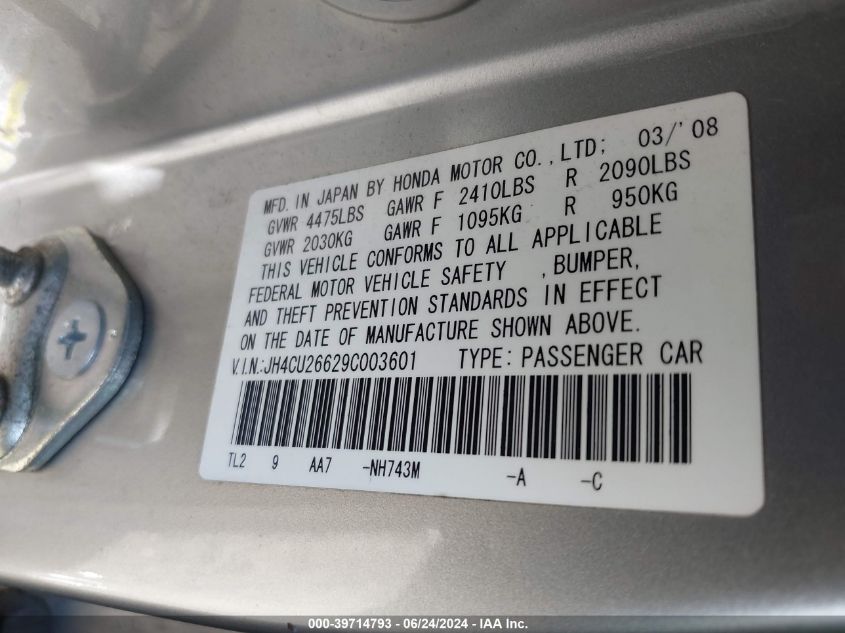 MFD. IN JAPAN BY HONDA MOTOR CO., LTD; 03/'08
GVWR 4475LBS GAWR F 2410LBS R 2090LBS
GVWR 2030KG GAWR F 1095KG R 950KG
THIS VEHICLE CONFORMS TO ALL APPLICABLE
FEDERAL MOTOR VEHICLE SAFETY , BUMPER,
AND THEFT PREVENTION STANDARDS IN EFFECT
ON THE DATE OF MANUFACTURE SHOWN ABOVE.
V.I.N.:JH4CU26629C003601 TYPE: PASSENGER CAR
TL2 9 AA7 -NH743M -A -C
000-39714793 / 06/24/2024 - IAA Inc.